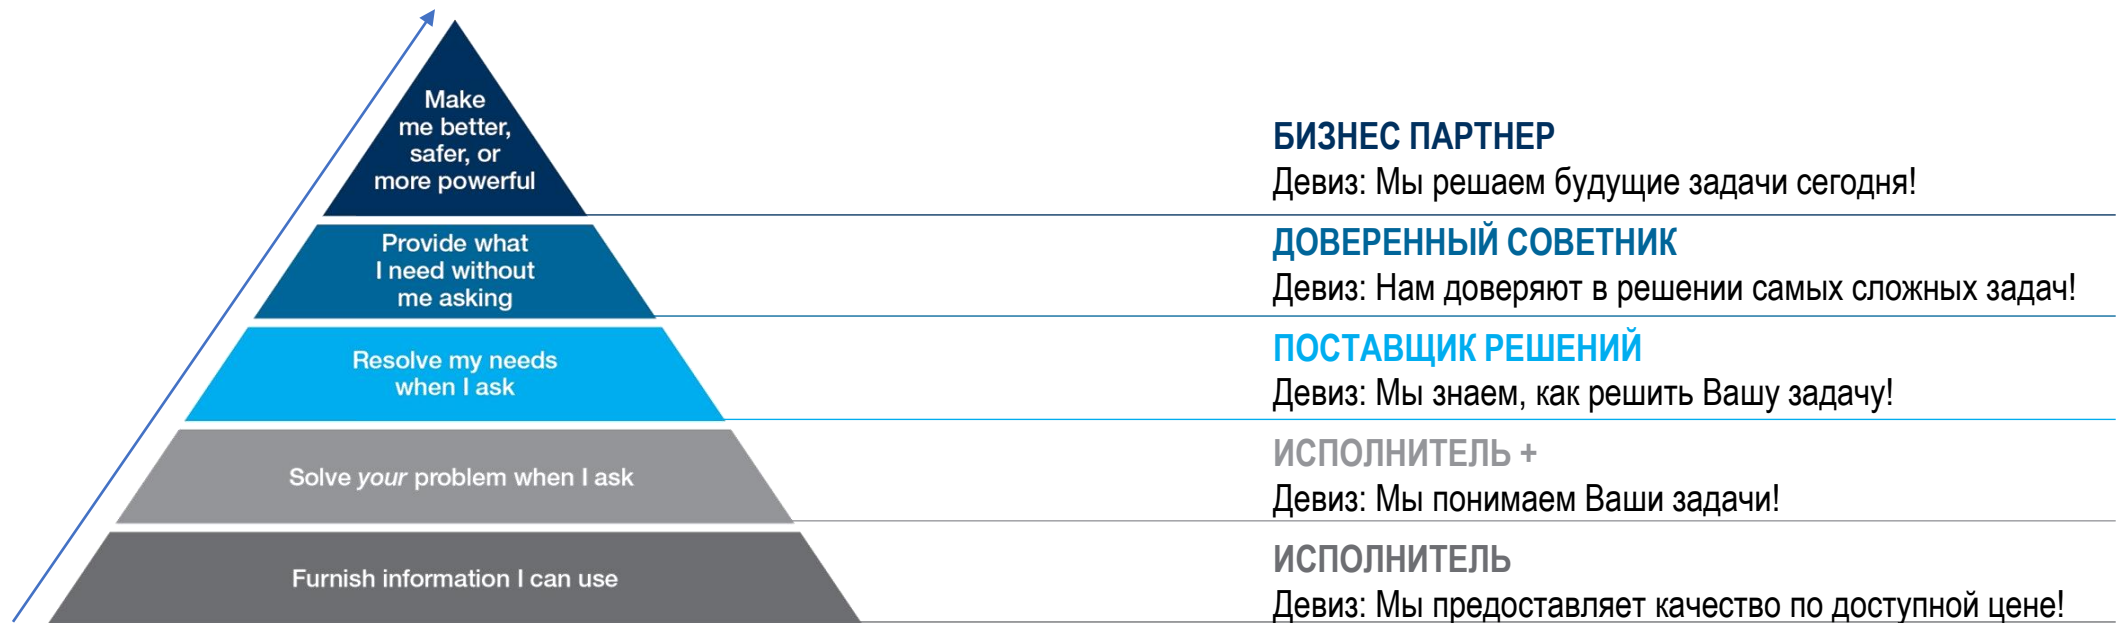 Make
me better,
safer, or
more powerful
БИЗНЕС ПАРТНЕР
Девиз: Мы решаем будущие задачи сегодня!
Provide what
I need without
me asking
ДОВЕРЕННЫЙ СОВЕТНИК
Девиз: Нам доверяют в решении самых сложных задач!
Resolve my needs
when I ask
ПОСТАВЩИК РЕШЕНИЙ
Девиз: Мы знаем, как решить Вашу задачу!
Solve your problem when I ask
ИСПОЛНИТЕЛЬ +
Девиз: Мы понимаем Ваши задачи!
Furnish information I can use
ИСПОЛНИТЕЛЬ
Девиз: Мы предоставляет качество по доступной цене!